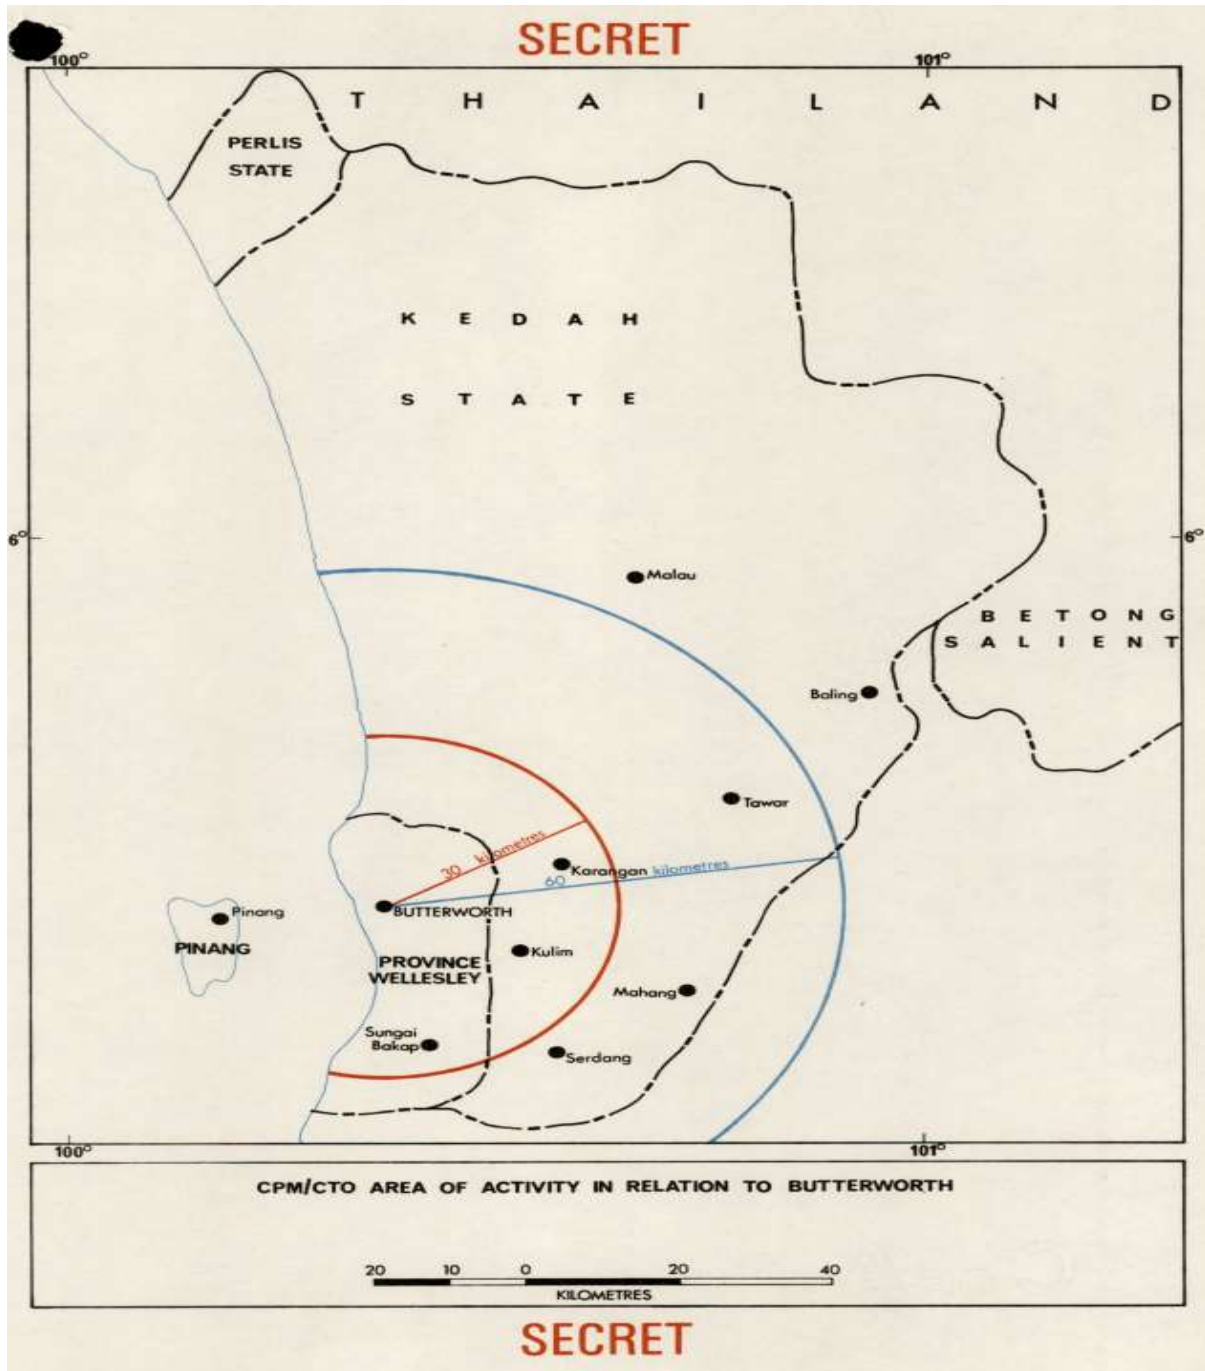 SECRET
100°
101°
T H A I L A N D
PERLIS
STATE
K E D A H
S T A T E
6°
6°
Malau
B E T O N G
S A L I E N T
Baling
Tawar
30 kilometres
Karangan
60 kilometres
BUTTERWORTH
Pinang
PINANG
Kulim
PROVINCE
WELLESLEY
Mahang
Sungai
Bakap
Serdang
100°
101°
CPM/CTO AREA OF ACTIVITY IN RELATION TO BUTTERWORTH
20 10 0 20 40
KILOMETRES
SECRET